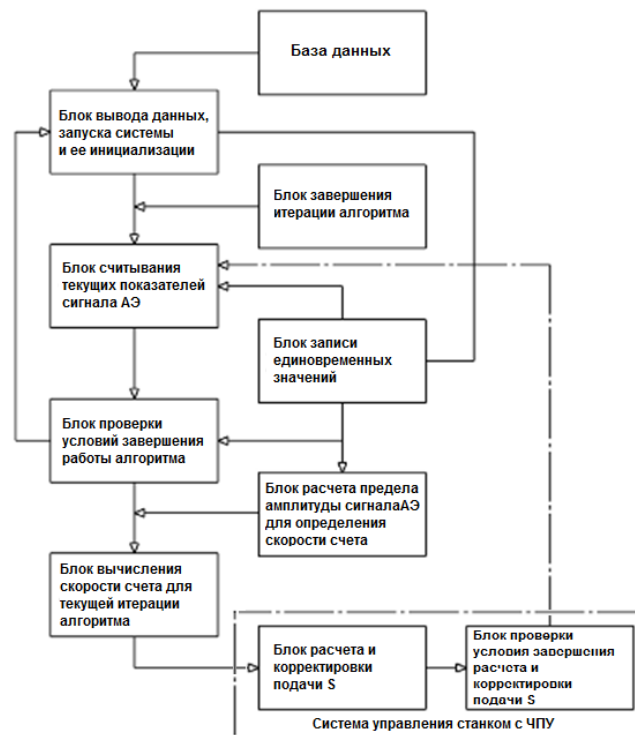 База данных
Блок вывода данных,
запуска системы
и ее инициализации
Блок завершения
итерации алгоритма
Блок считывания
текущих показателей
сигнала АЭ
Блок записи
единовременных
значений
Блок проверки
условий завершения
работы алгоритма
Блок расчета предела
амплитуды сигналаАЭ
для определения
скорости счета
Блок вычисления
скорости счета для
текущей итерации
алгоритма
Блок расчета и
корректировки
подачи S
Блок проверки
условия завершения
расчета и
корректировки
подачи S
Система управления станком с ЧПУ